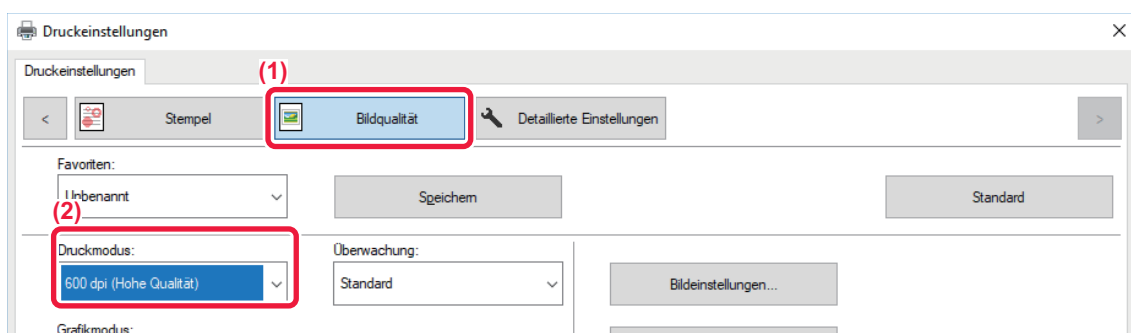 Druckeinstellungen
Druckeinstellungen
(1)
< Stempel Bildqualität Detaillierte Einstellungen >
Favoriten:
Unbenannt Speichern Standard
(2)
Druckmodus: Überwachung:
600 dpi (Hohe Qualität) Standard Bildeinstellungen...
Grafikmodus: